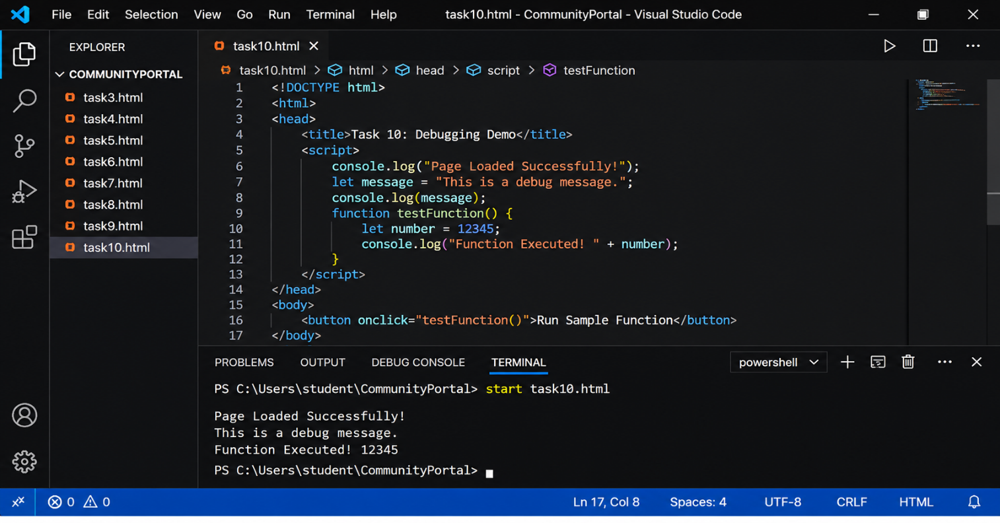 File Edit Selection View Go Run Terminal Help task10.html - CommunityPortal - Visual Studio Code
EXPLORER
COMMUNITYPORTAL
task3.html
task4.html
task5.html
task6.html
task7.html
task8.html
task9.html
task10.html
task10.html
task10.html > html > head > script > testFunction
1 <!DOCTYPE html>
2 <html>
3 <head>
4 <title>Task 10: Debugging Demo</title>
5 <script>
6 console.log("Page Loaded Successfully!");
7 let message = "This is a debug message.";
8 console.log(message);
9 function testFunction() {
10 let number = 12345;
11 console.log("Function Executed! " + number);
12 }
13 </script>
14 </head>
15 <body>
16 <button onclick="testFunction()">Run Sample Function</button>
17 </body>
PROBLEMS OUTPUT DEBUG CONSOLE TERMINAL powershell
PS C:\Users\student\CommunityPortal> start task10.html
Page Loaded Successfully!
This is a debug message.
Function Executed! 12345
PS C:\Users\student\CommunityPortal>
0 0 Ln 17, Col 8 Spaces: 4 UTF-8 CRLF HTML